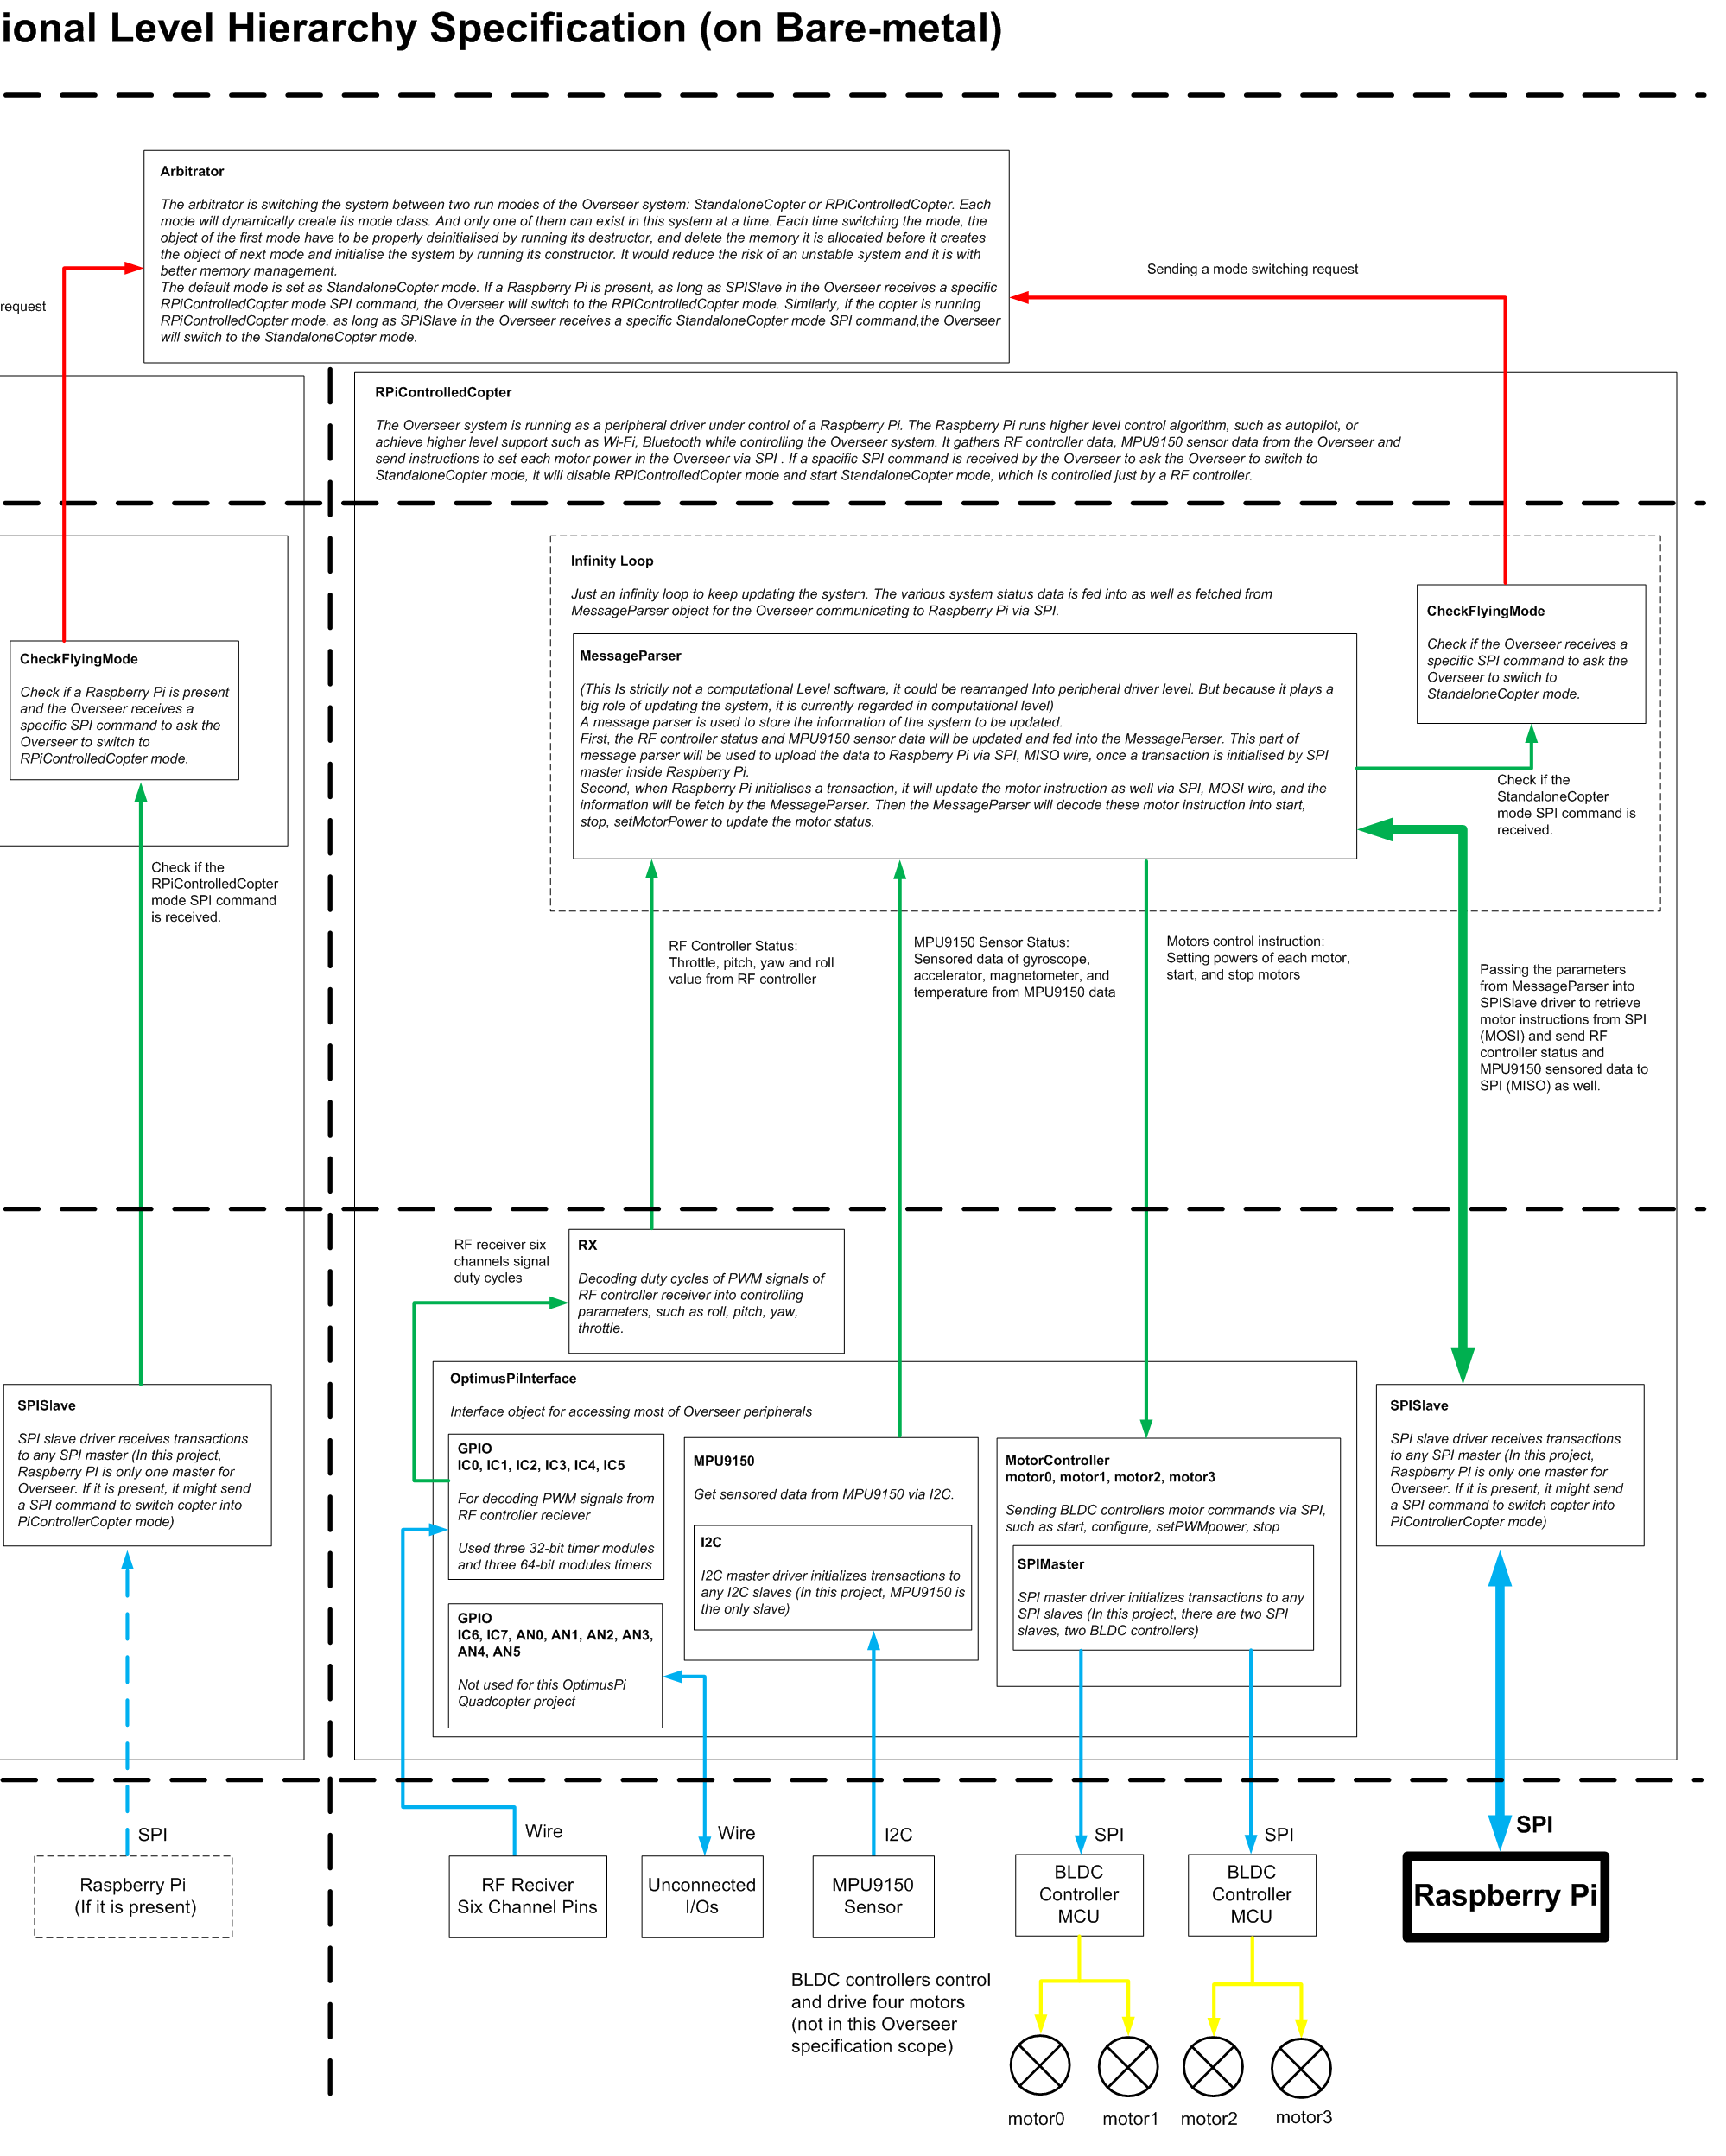 ional Level Hierarchy Specification (on Bare-metal)
Arbitrator
The arbitrator is switching the system between two run modes of the Overseer system: StandaloneCopter or RPiControlledCopter. Each
mode will dynamically create its mode class. And only one of them can exist in this system at a time. Each time switching the mode, the
object of the first mode have to be properly deinitialised by running its destructor, and delete the memory it is allocated before it creates
the object of next mode and initialise the system by running its constructor. It would reduce the risk of an unstable system and it is with
better memory management.
The default mode is set as StandaloneCopter mode. If a Raspberry Pi is present, as long as SPISlave in the Overseer receives a specific
RPiControlledCopter mode SPI command, the Overseer will switch to the RPiControlledCopter mode. Similarly, If the copter is running
RPiControlledCopter mode, as long as SPISlave in the Overseer receives a specific StandaloneCopter mode SPI command,the Overseer
will switch to the StandaloneCopter mode.
request
Sending a mode switching request
RPiControlledCopter
The Overseer system is running as a peripheral driver under control of a Raspberry Pi. The Raspberry Pi runs higher level control algorithm, such as autopilot, or
achieve higher level support such as Wi-Fi, Bluetooth while controlling the Overseer system. It gathers RF controller data, MPU9150 sensor data from the Overseer and
send instructions to set each motor power in the Overseer via SPI . If a spacific SPI command is received by the Overseer to ask the Overseer to switch to
StandaloneCopter mode, it will disable RPiControlledCopter mode and start StandaloneCopter mode, which is controlled just by a RF controller.
CheckFlyingMode
Check if a Raspberry Pi is present
and the Overseer receives a
specific SPI command to ask the
Overseer to switch to
RPiControlledCopter mode.
Check if the
RPiControlledCopter
mode SPI command
is received.
Infinity Loop
Just an infinity loop to keep updating the system. The various system status data is fed into as well as fetched from
MessageParser object for the Overseer communicating to Raspberry Pi via SPI.
MessageParser
(This Is strictly not a computational Level software, it could be rearranged Into peripheral driver level. But because it plays a
big role of updating the system, it is currently regarded in computational level)
A message parser is used to store the information of the system to be updated.
First, the RF controller status and MPU9150 sensor data will be updated and fed into the MessageParser. This part of
message parser will be used to upload the data to Raspberry Pi via SPI, MISO wire, once a transaction is initialised by SPI
master inside Raspberry Pi.
Second, when Raspberry Pi initialises a transaction, it will update the motor instruction as well via SPI, MOSI wire, and the
information will be fetch by the MessageParser. Then the MessageParser will decode these motor instruction into start,
stop, setMotorPower to update the motor status.
CheckFlyingMode
Check if the Overseer receives a
specific SPI command to ask the
Overseer to switch to
StandaloneCopter mode.
Check if the
StandaloneCopter
mode SPI command is
received.
RF Controller Status:
Throttle, pitch, yaw and roll
value from RF controller
MPU9150 Sensor Status:
Sensored data of gyroscope,
accelerator, magnetometer, and
temperature from MPU9150 data
Motors control instruction:
Setting powers of each motor,
start, and stop motors
Passing the parameters
from MessageParser into
SPISlave driver to retrieve
motor instructions from SPI
(MOSI) and send RF
controller status and
MPU9150 sensored data to
SPI (MISO) as well.
RF receiver six
channels signal
duty cycles
RX
Decoding duty cycles of PWM signals of
RF controller receiver into controlling
parameters, such as roll, pitch, yaw,
throttle.
SPISlave
SPI slave driver receives transactions
to any SPI master (In this project,
Raspberry PI is only one master for
Overseer. If it is present, it might send
a SPI command to switch copter into
PiControllerCopter mode)
OptimusPiInterface
Interface object for accessing most of Overseer peripherals
GPIO
IC0, IC1, IC2, IC3, IC4, IC5
For decoding PWM signals from
RF controller reciever
Used three 32-bit timer modules
and three 64-bit modules timers
GPIO
IC6, IC7, AN0, AN1, AN2, AN3,
AN4, AN5
Not used for this OptimusPi
Quadcopter project
MPU9150
Get sensored data from MPU9150 via I2C.
I2C
I2C master driver initializes transactions to
any I2C slaves (In this project, MPU9150 is
the only slave)
MotorController
motor0, motor1, motor2, motor3
Sending BLDC controllers motor commands via SPI,
such as start, configure, setPWMpower, stop
SPIMaster
SPI master driver initializes transactions to any
SPI slaves (In this project, there are two SPI
slaves, two BLDC controllers)
SPISlave
SPI slave driver receives transactions
to any SPI master (In this project,
Raspberry PI is only one master for
Overseer. If it is present, it might send
a SPI command to switch copter into
PiControllerCopter mode)
SPI
Wire
Wire
I2C
SPI
SPI
SPI
Raspberry Pi
(If it is present)
RF Reciver
Six Channel Pins
Unconnected
I/Os
MPU9150
Sensor
BLDC
Controller
MCU
BLDC
Controller
MCU
Raspberry Pi
BLDC controllers control
and drive four motors
(not in this Overseer
specification scope)
motor0
motor1
motor2
motor3